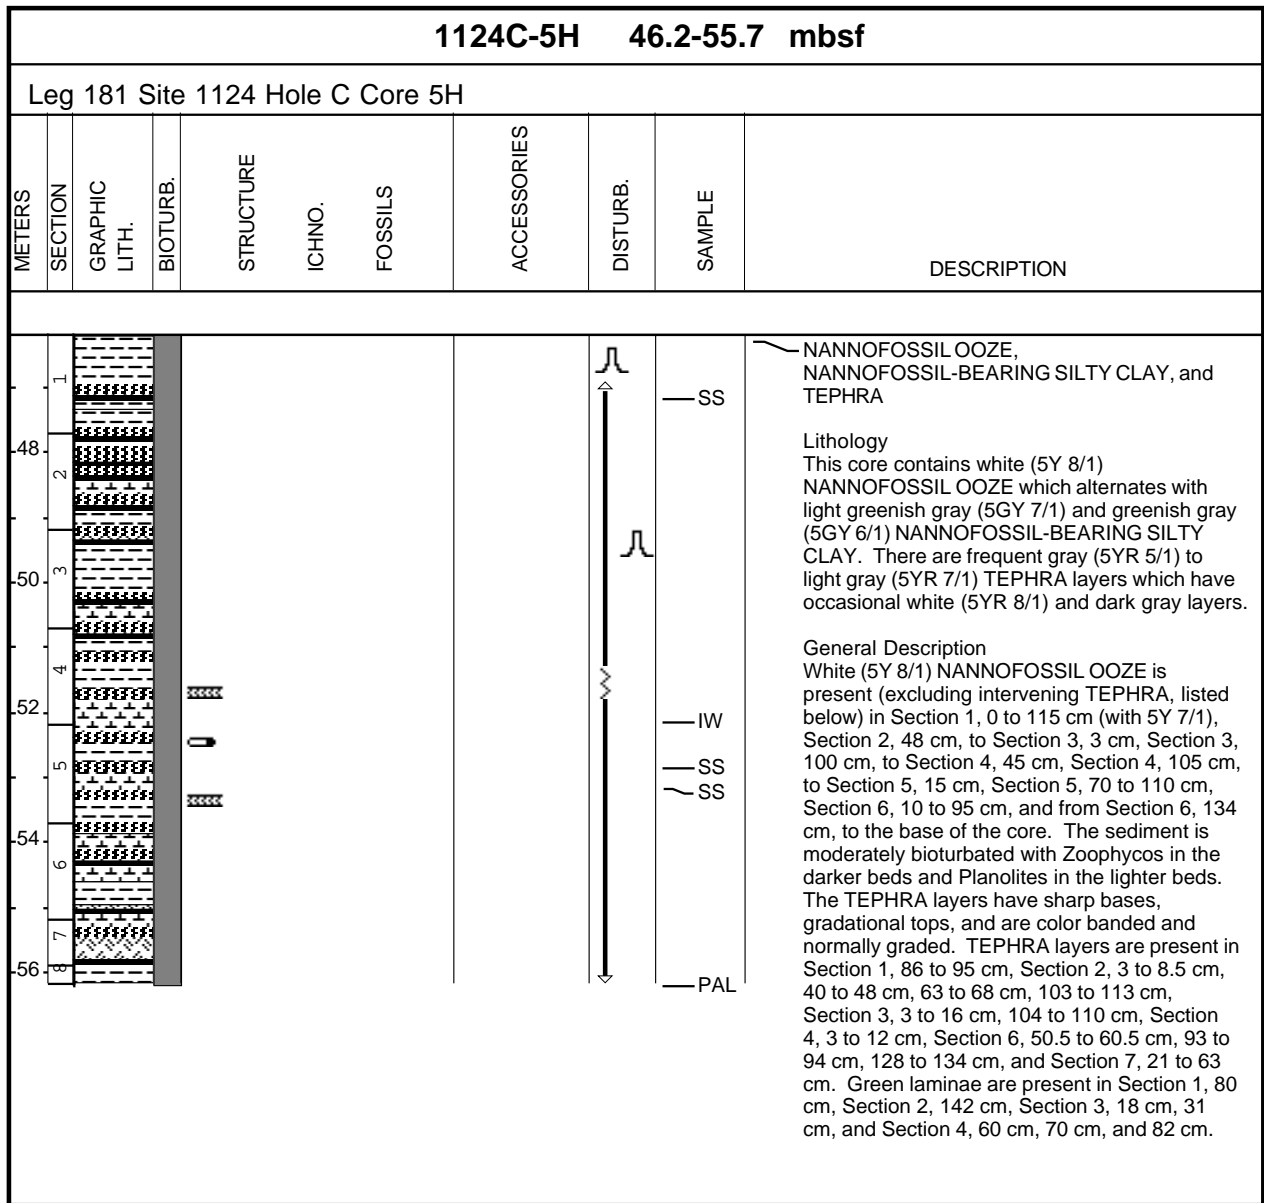 1124C-5H 46.2-55.7 mbsf
Leg 181 Site 1124 Hole C Core 5H
METERS
SECTION
GRAPHIC
LITH.
BIOTURB.
STRUCTURE
ICHNO.
FOSSILS
ACCESSORIES
DISTURB.
SAMPLE
DESCRIPTION
1
2
3
4
5
6
7
8
48
50
52
54
56
SS
IW
SS
SS
PAL
NANNOFOSSIL OOZE,
NANNOFOSSIL-BEARING SILTY CLAY, and
TEPHRA
Lithology
This core contains white (5Y 8/1)
NANNOFOSSIL OOZE which alternates with
light greenish gray (5GY 7/1) and greenish gray
(5GY 6/1) NANNOFOSSIL-BEARING SILTY
CLAY. There are frequent gray (5YR 5/1) to
light gray (5YR 7/1) TEPHRA layers which have
occasional white (5YR 8/1) and dark gray layers.
General Description
White (5Y 8/1) NANNOFOSSIL OOZE is
present (excluding intervening TEPHRA, listed
below) in Section 1, 0 to 115 cm (with 5Y 7/1),
Section 2, 48 cm, to Section 3, 3 cm, Section 3,
100 cm, to Section 4, 45 cm, Section 4, 105 cm,
to Section 5, 15 cm, Section 5, 70 to 110 cm,
Section 6, 10 to 95 cm, and from Section 6, 134
cm, to the base of the core. The sediment is
moderately bioturbated with Zoophycos in the
darker beds and Planolites in the lighter beds.
The TEPHRA layers have sharp bases,
gradational tops, and are color banded and
normally graded. TEPHRA layers are present in
Section 1, 86 to 95 cm, Section 2, 3 to 8.5 cm,
40 to 48 cm, 63 to 68 cm, 103 to 113 cm,
Section 3, 3 to 16 cm, 104 to 110 cm, Section
4, 3 to 12 cm, Section 6, 50.5 to 60.5 cm, 93 to
94 cm, 128 to 134 cm, and Section 7, 21 to 63
cm. Green laminae are present in Section 1, 80
cm, Section 2, 142 cm, Section 3, 18 cm, 31
cm, and Section 4, 60 cm, 70 cm, and 82 cm.